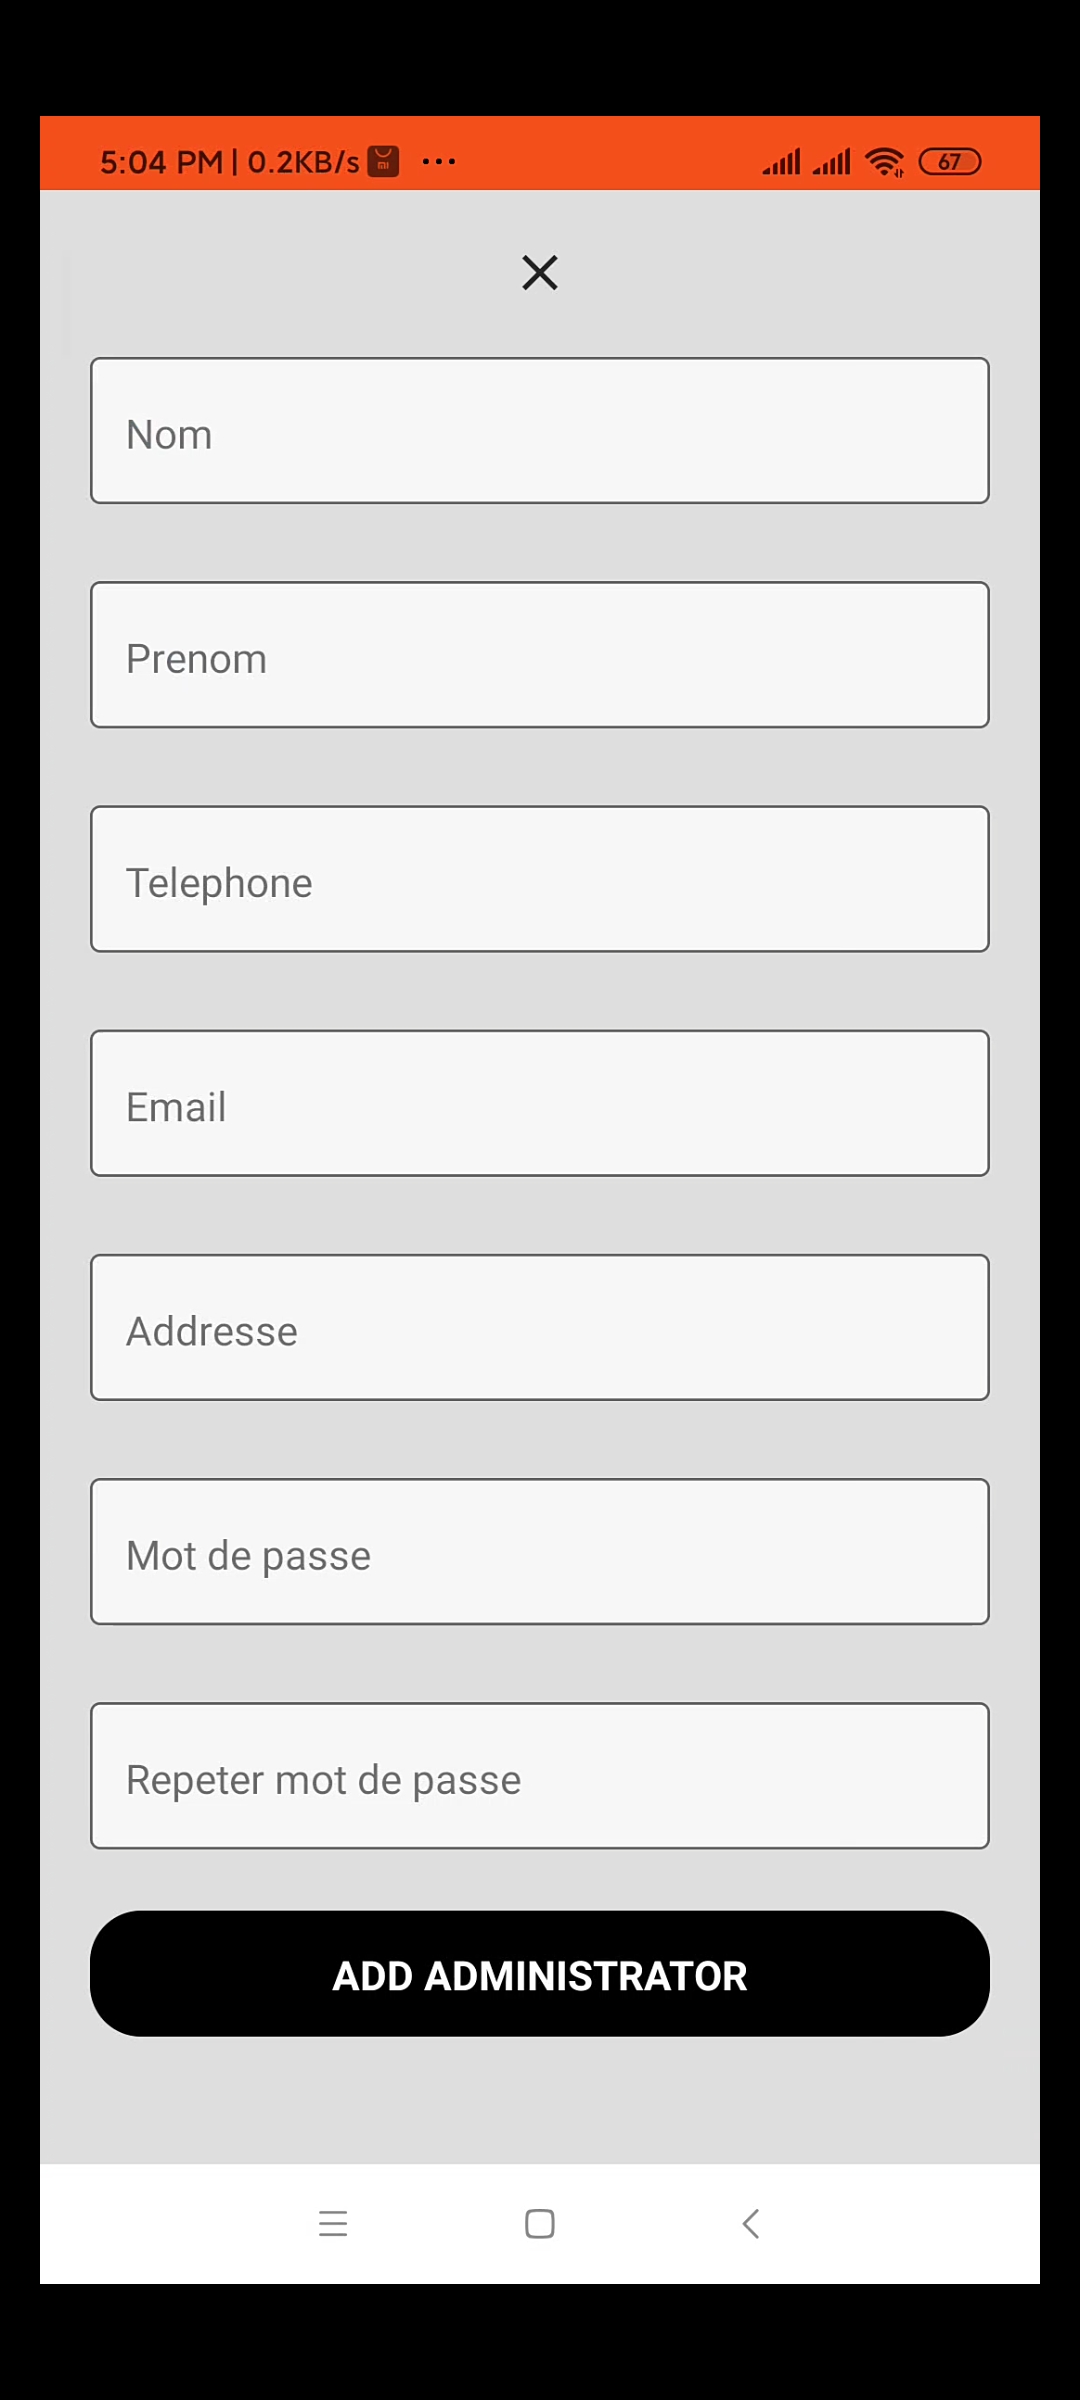 5:04 PM | 0.2KB/s ... 67
Nom
Prenom
Telephone
Email
Addresse
Mot de passe
Repeter mot de passe
ADD ADMINISTRATOR